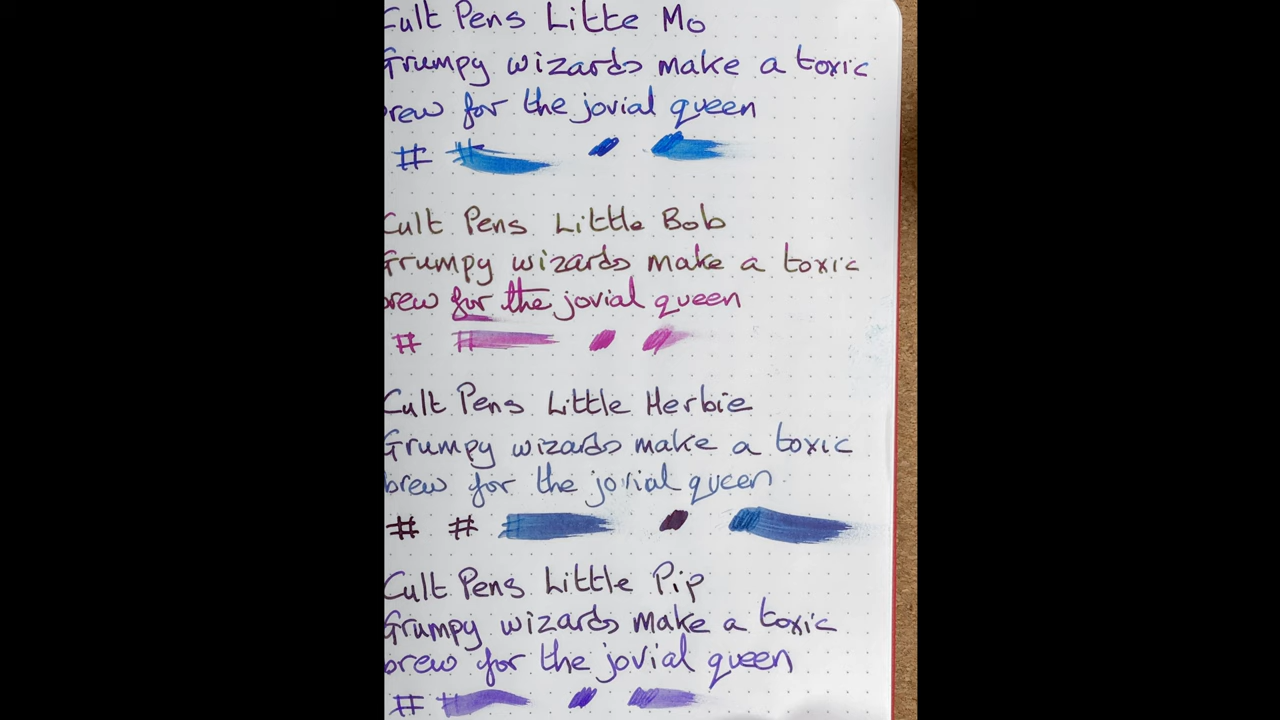 Cult Pens Litte Mo
Grumpy wizards make a toxic
brew for the jovial queen
# #
Cult Pens Little Bob
Grumpy wizards make a toxic
brew for the jovial queen
# #
Cult Pens Little Herbie
Grumpy wizards make a toxic
brew for the jovial queen
# # #
Cult Pens Little Pip
Grumpy wizards make a toxic
brew for the jovial queen
# #